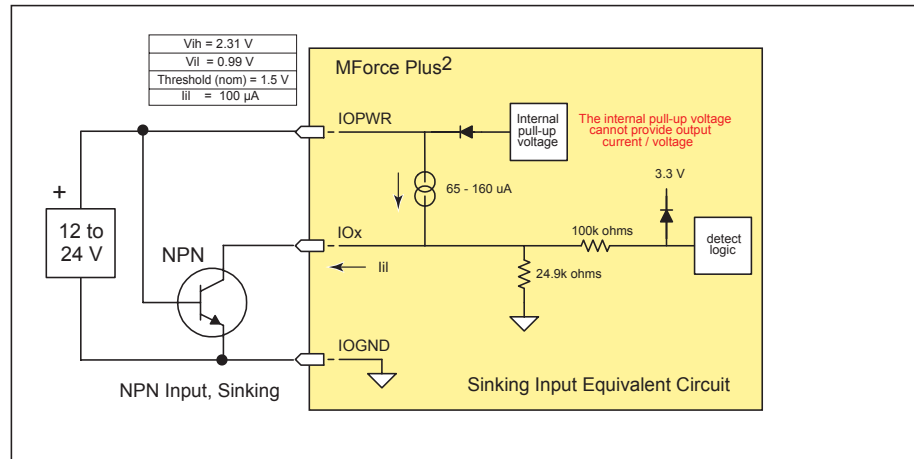 Vih = 2.31 V
Vil = 0.99 V
Threshold (nom) = 1.5 V
Iil = 100 µA
MForce Plus2
IOPWR
Internal
pull-up
voltage
The internal pull-up voltage
cannot provide output
current / voltage
65 - 160 uA
3.3 V
+
12 to
24 V
NPN
IOx
Iil
100k ohms
detect
logic
24.9k ohms
IOGND
NPN Input, Sinking
Sinking Input Equivalent Circuit